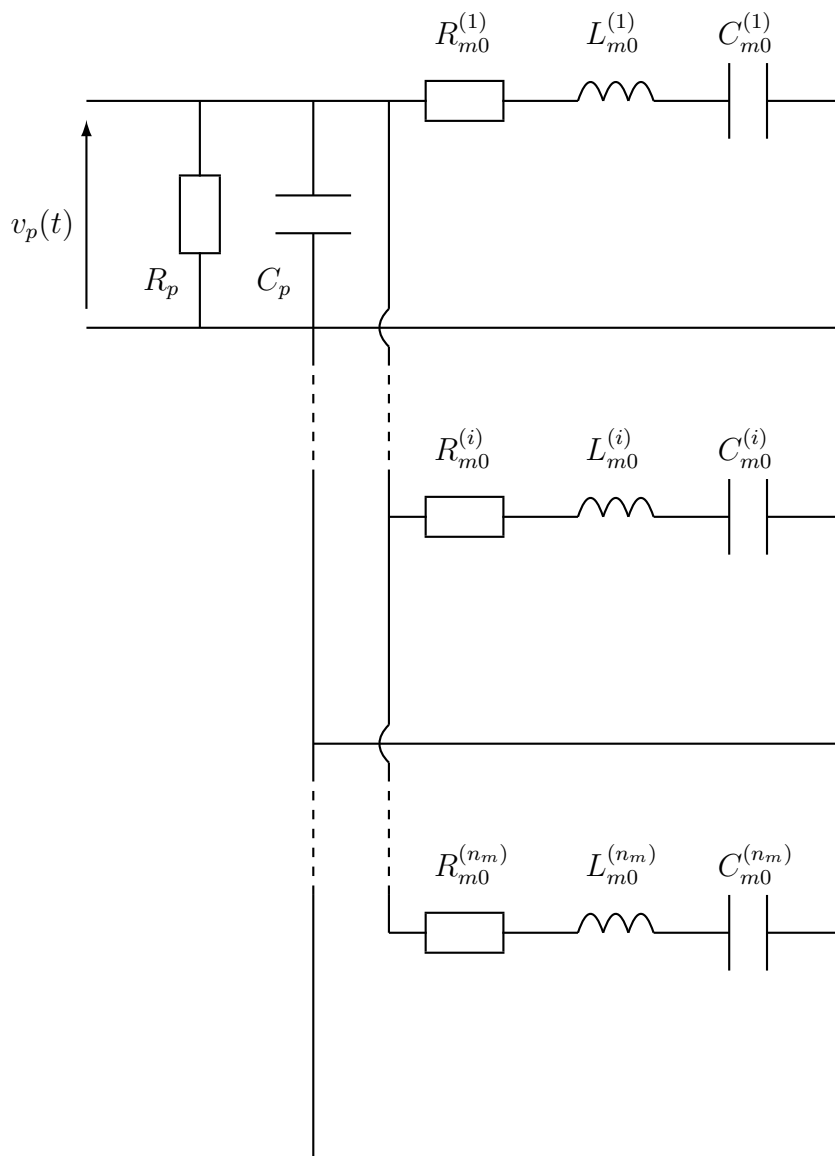 R_{m0}^{(1)} L_{m0}^{(1)} C_{m0}^{(1)}
v_p(t)
R_p C_p
R_{m0}^{(i)} L_{m0}^{(i)} C_{m0}^{(i)}
R_{m0}^{(n_m)} L_{m0}^{(n_m)} C_{m0}^{(n_m)}